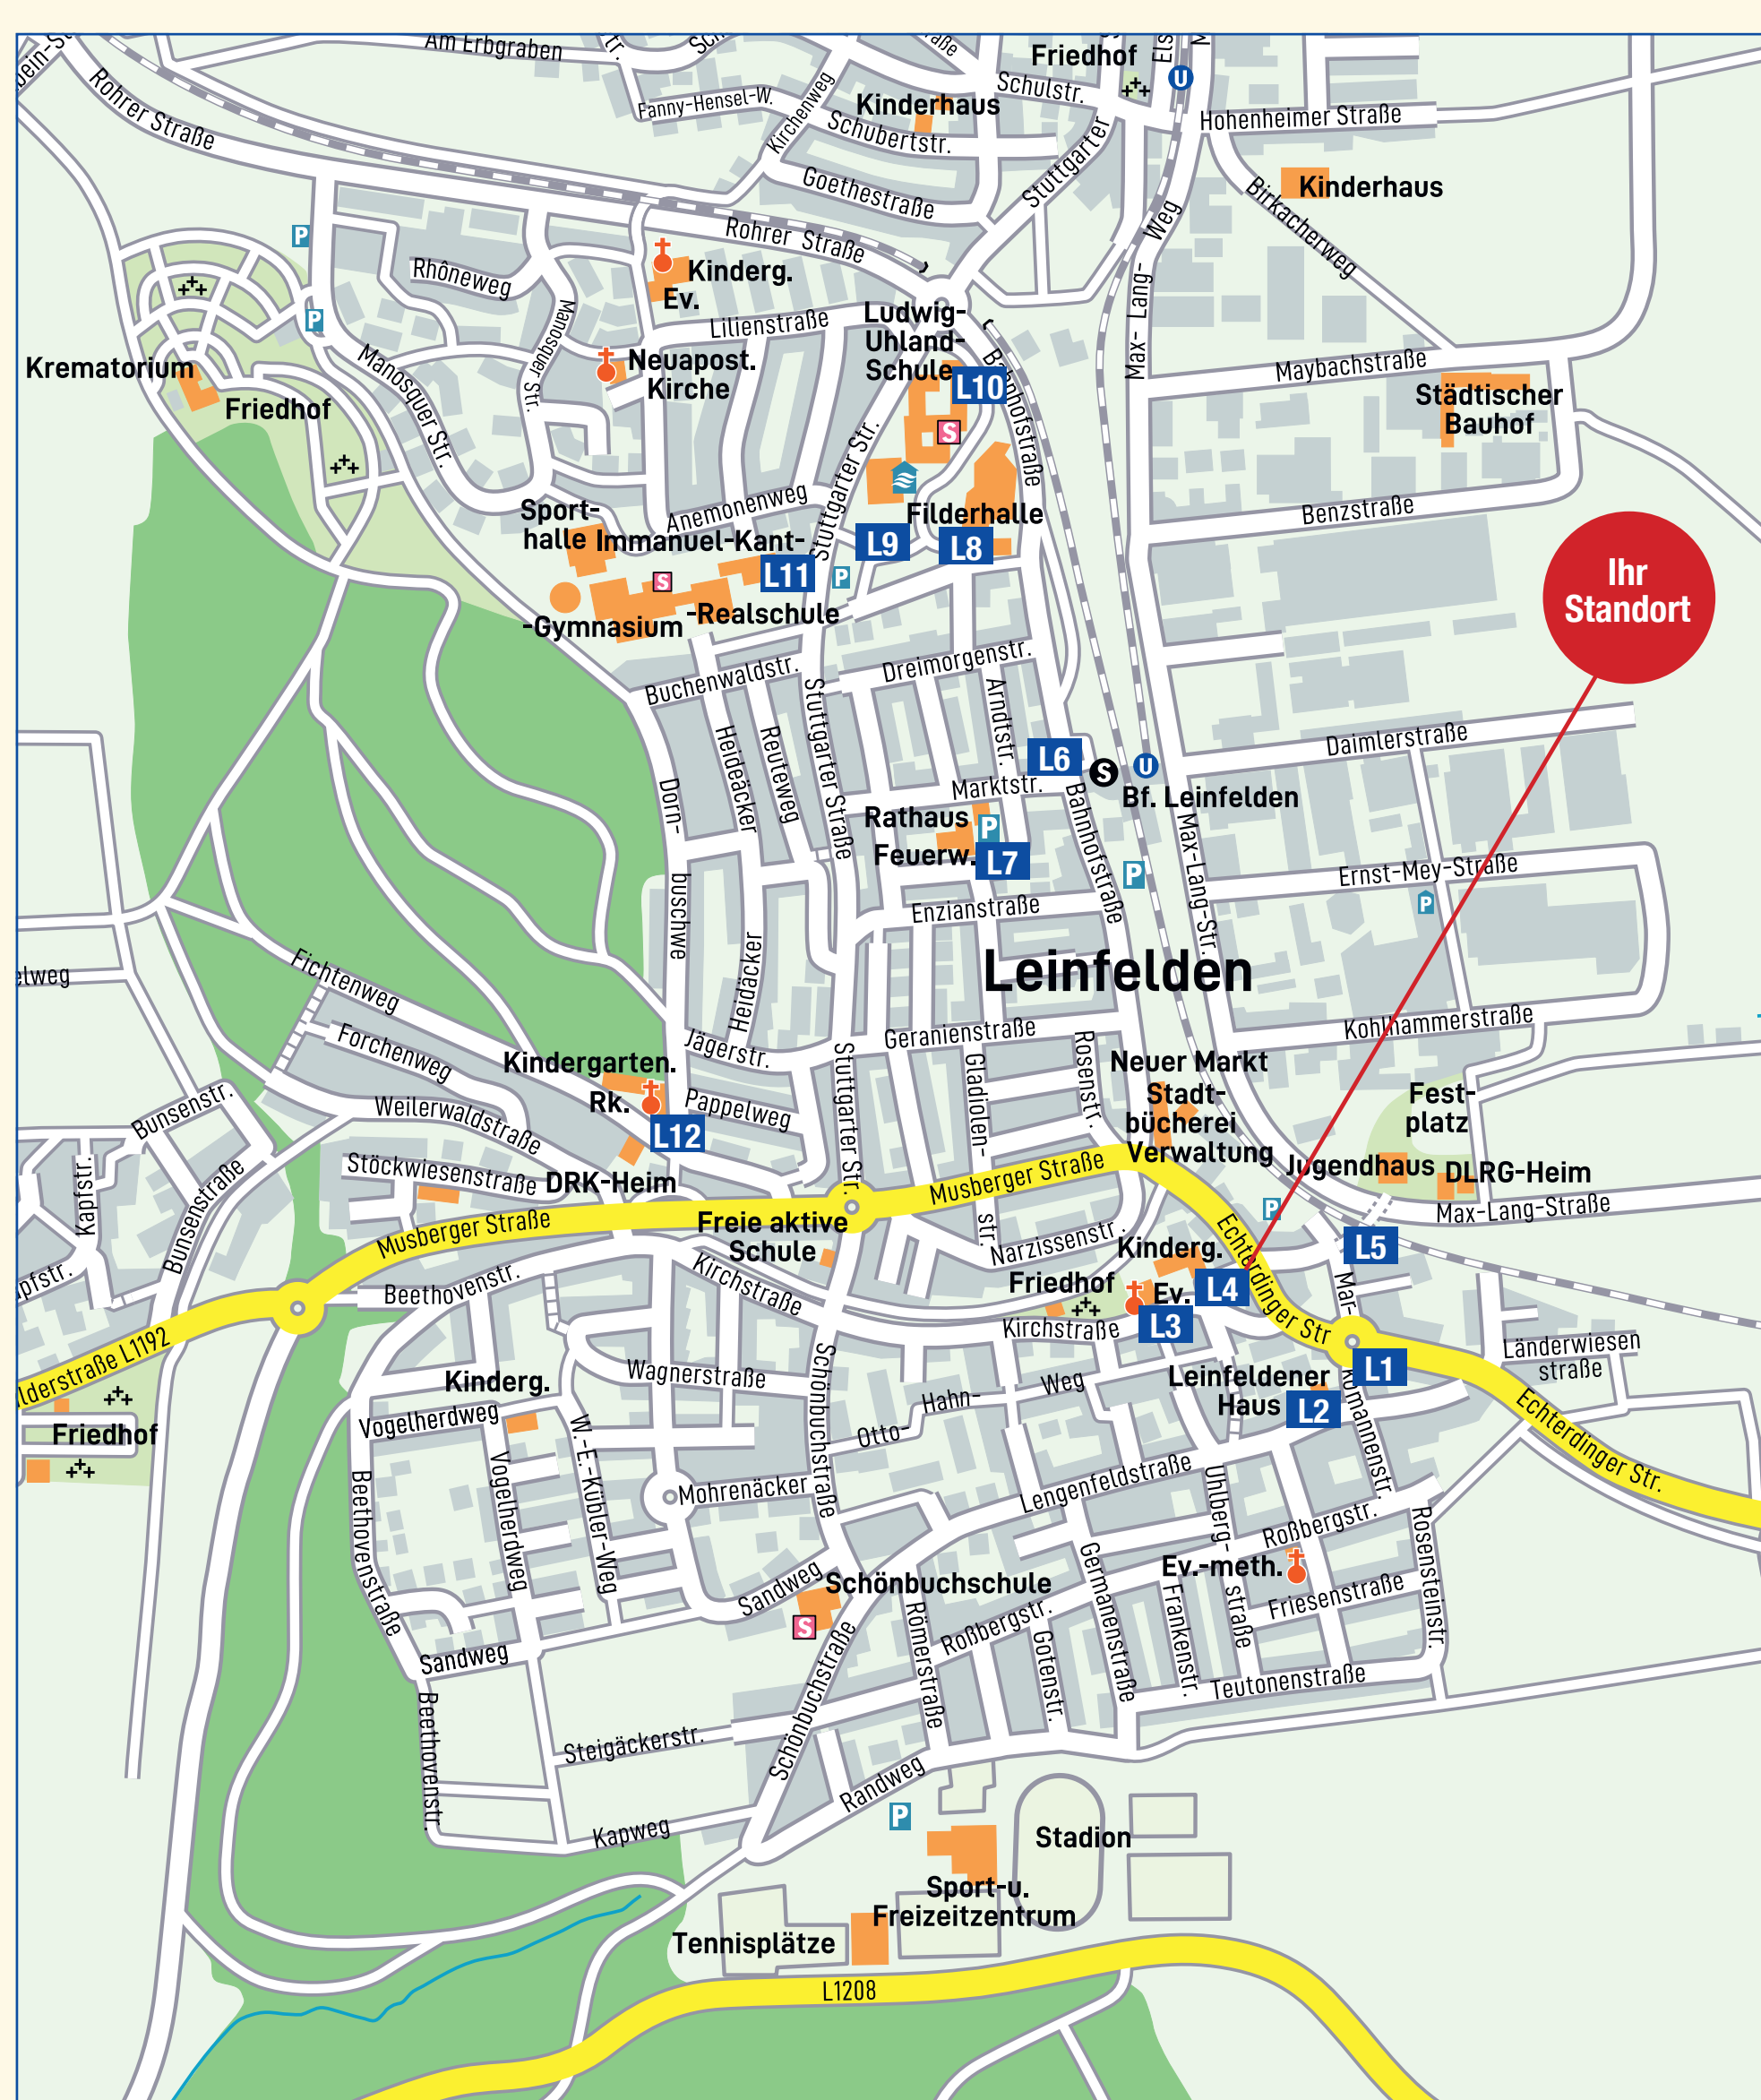 Am Erbgraben
Friedhof
U
Rohrer Straße
Fanny-Hensel-W.
Kirchenweg
Kinderhaus
Schulstr.
Schubertstr.
Hohenheimer Straße
Stuttgarter
Goethestraße
Kinderhaus
Birkacherweg
Weg
P
Rohrer Straße
Rhôneweg
Kinderg.
Ev.
Manosquer Str.
Lilienstraße
Ludwig-
Uhland-
Schule
Max- Lang-
P
Krematorium
Friedhof
Manosquer Str.
Neuapost.
Kirche
L10
Bahnhofstraße
Maybachstraße
Städtischer
Bauhof
S
Stuttgarter Str.
Anemonenweg
Filderhalle
Benzstraße
Sport-
halle
Immanuel-Kant-
L9
L8
L11
P
S
-Realschule
-Gymnasium
Ihr
Standort
Buchenwaldstr.
Dreimorgenstr.
Stuttgarter Straße
Arndtstr.
Heideäcker
Reuteweg
Daimlerstraße
L6
S
U
Bf. Leinfelden
Marktstr.
Dorn-
buschwe
Rathaus
P
Feuerw.
L7
Bahnhofstraße
P
Max-Lang-Str.
Ernst-Mey-Straße
P
Enzianstraße
Leinfelden
elweg
Fichtenweg
Heidäcker
Forchenweg
Geranienstraße
Kohlhammerstraße
Jägerstr.
Kindergarten.
Rk.
L12
Pappelweg
Stuttgarter Str.
Gladiolen-
str.
Rosenstr.
Neuer Markt
Stadt-
bücherei
Verwaltung
Fest-
platz
Bunsenstr.
Weilerwaldstraße
Stöckwiesenstraße
DRK-Heim
Kapfstr.
Bunsenstraße
Musberger Straße
Musberger Straße
Jugendhaus
DLRG-Heim
Max-Lang-Straße
P
Freie aktive
Schule
L5
Narzissenstr.
Kinderg.
Echterdinger Str
Friedhof
Ev.
L4
L3
Kirchstraße
Kirchstraße
Beethovenstr.
pfstr.
lderstraße L1192
Mar-
komannenstr.
Länderwiesen
straße
L1
Leinfeldener
Haus
L2
Wagnerstraße
Kinderg.
Vogelherdweg
Otto-
Hahn-
Weg
Friedhof
Schönbuchstraße
Echterdinger Str.
W.-E.-Kübler-Weg
Vogelherdweg
Beethovenstraße
Mohrenäcker
Lengenfeldstraße
Uhlberg-
straße
Roßbergstr.
Rosensteinstr.
Ev.-meth.
Sandweg
Schönbuchschule
S
Germanenstraße
Frankenstr.
Friesenstraße
Römerstraße
Roßbergstr.
Gotenstr.
Sandweg
Teutonenstraße
Beethovenstr.
Schönbuchstraße
Steigäckerstr.
Randweg
Kapweg
P
Stadion
Sport-u.
Freizeitzentrum
Tennisplätze
L1208